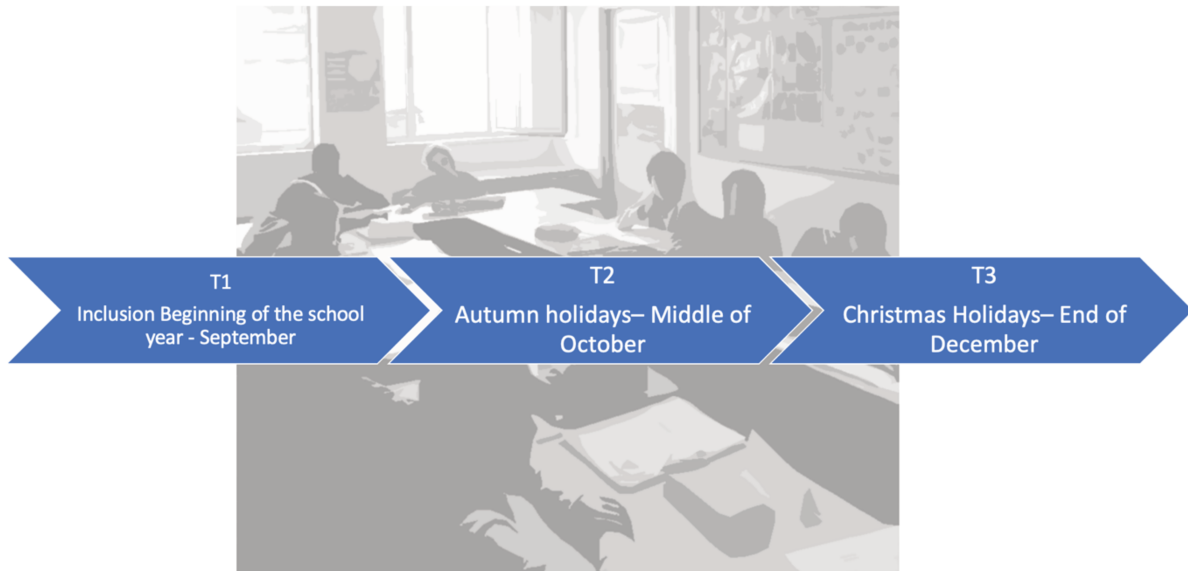 T1
Inclusion Beginning of the school
year - September
T2
Autumn holidays– Middle of
October
T3
Christmas Holidays– End of
December